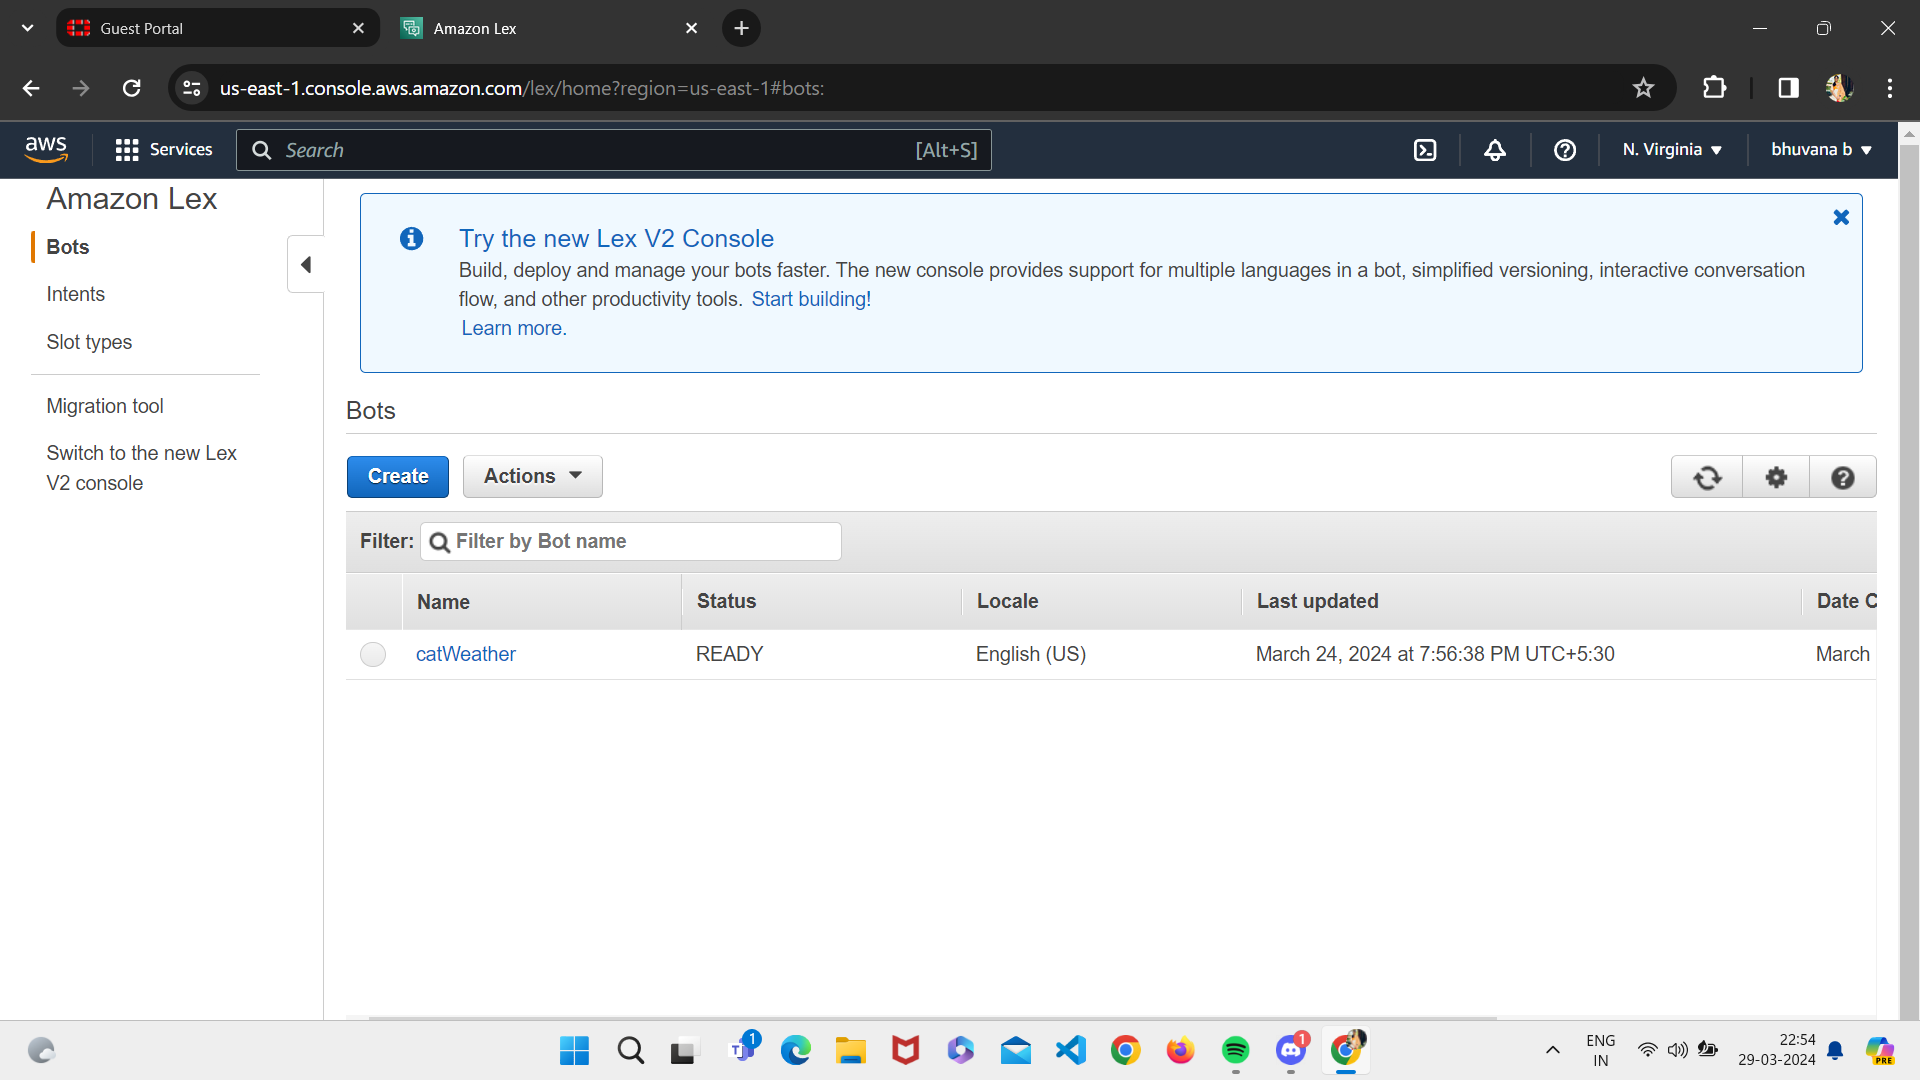 Guest Portal
Amazon Lex
us-east-1.console.aws.amazon.com/lex/home?region=us-east-1#bots:
aws
Services
Search
[Alt+S]
N. Virginia
bhuvana b
Amazon Lex
Bots
Intents
Slot types
Migration tool
Switch to the new Lex
V2 console
Try the new Lex V2 Console
Build, deploy and manage your bots faster. The new console provides support for multiple languages in a bot, simplified versioning, interactive conversation
flow, and other productivity tools. Start building!
Learn more.
Bots
Create
Actions
Filter:
Filter by Bot name
Name
Status
Locale
Last updated
Date C
catWeather
READY
English (US)
March 24, 2024 at 7:56:38 PM UTC+5:30
March
1
1
ENG
IN
22:54
29-03-2024
PRE